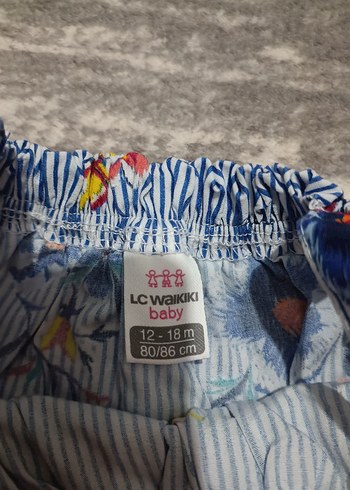 LC WAIKIKI
baby
12 - 18 m
80/86 cm